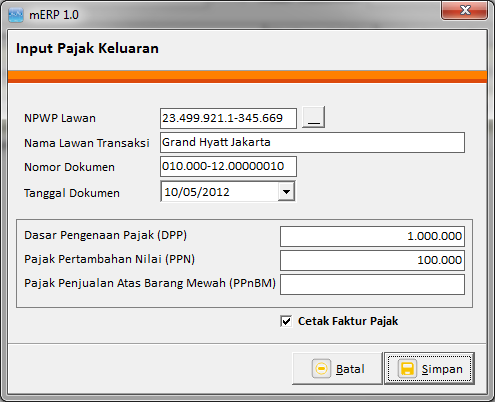 mERP 1.0
Input Pajak Keluaran
NPWP Lawan 23.499.921.1-345.669 __
Nama Lawan Transaksi Grand Hyatt Jakarta
Nomor Dokumen 010.000-12.00000010
Tanggal Dokumen 10/05/2012
Dasar Pengenaan Pajak (DPP) 1.000.000
Pajak Pertambahan Nilai (PPN) 100.000
Pajak Penjualan Atas Barang Mewah (PPnBM)
Cetak Faktur Pajak
Batal Simpan